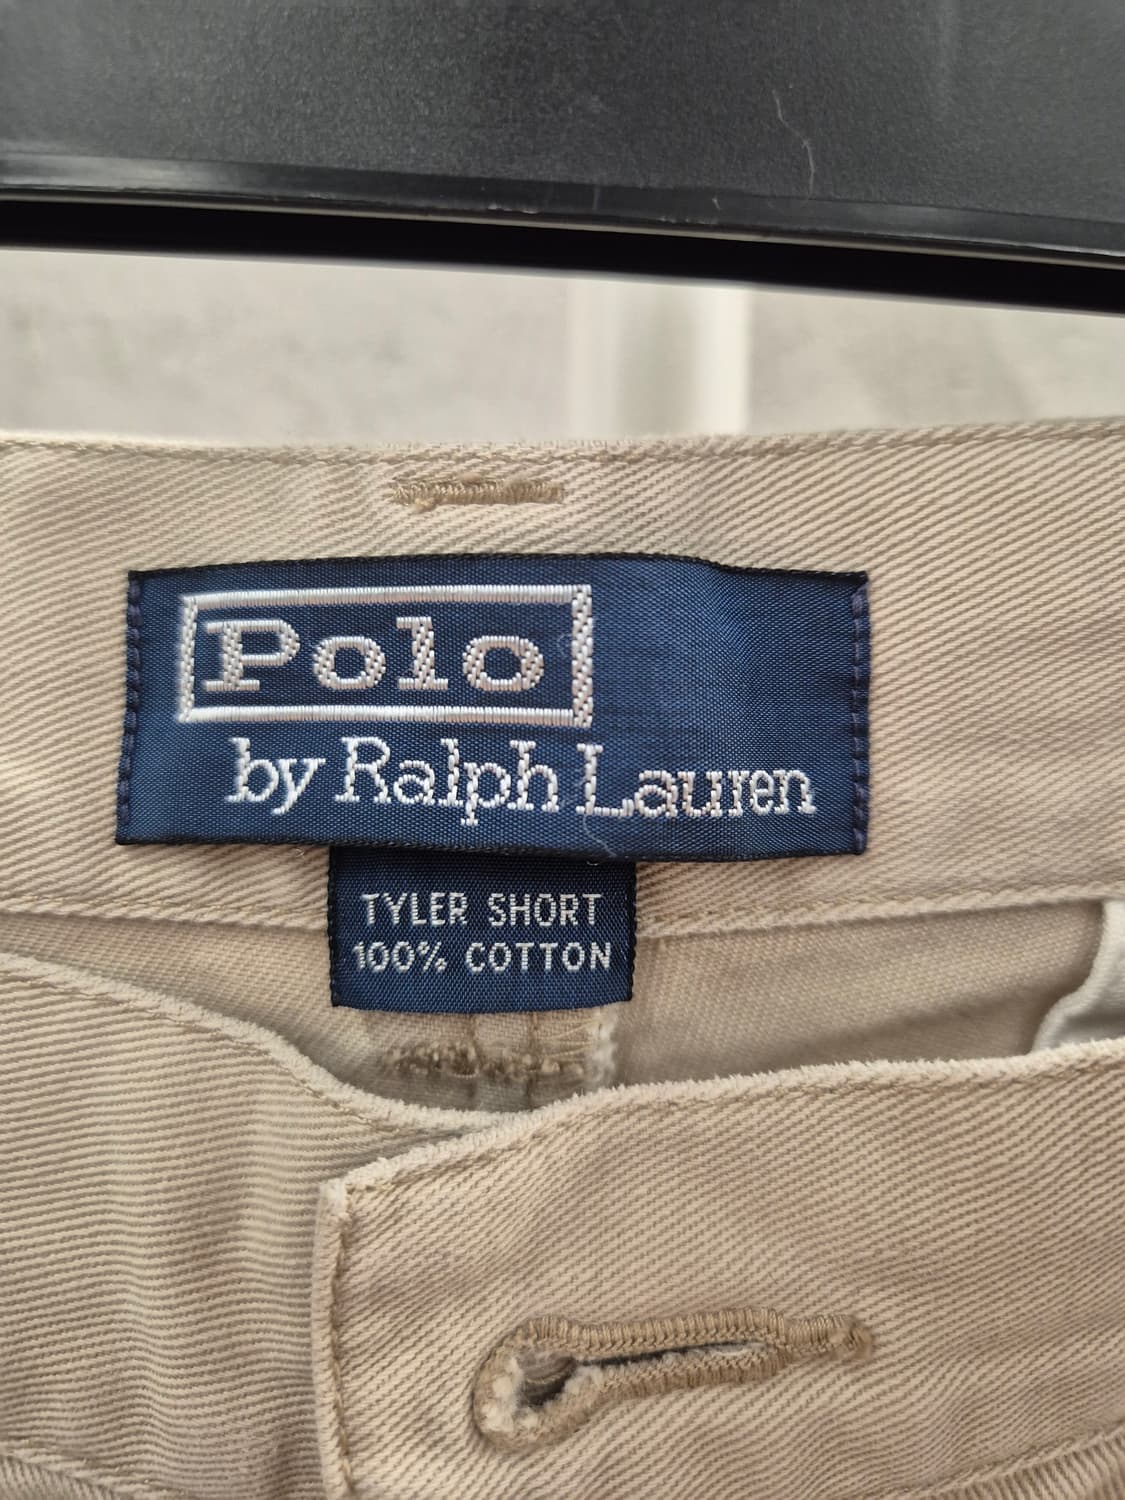 Polo
by Ralph Lauren
TYLER SHORT
100% COTTON